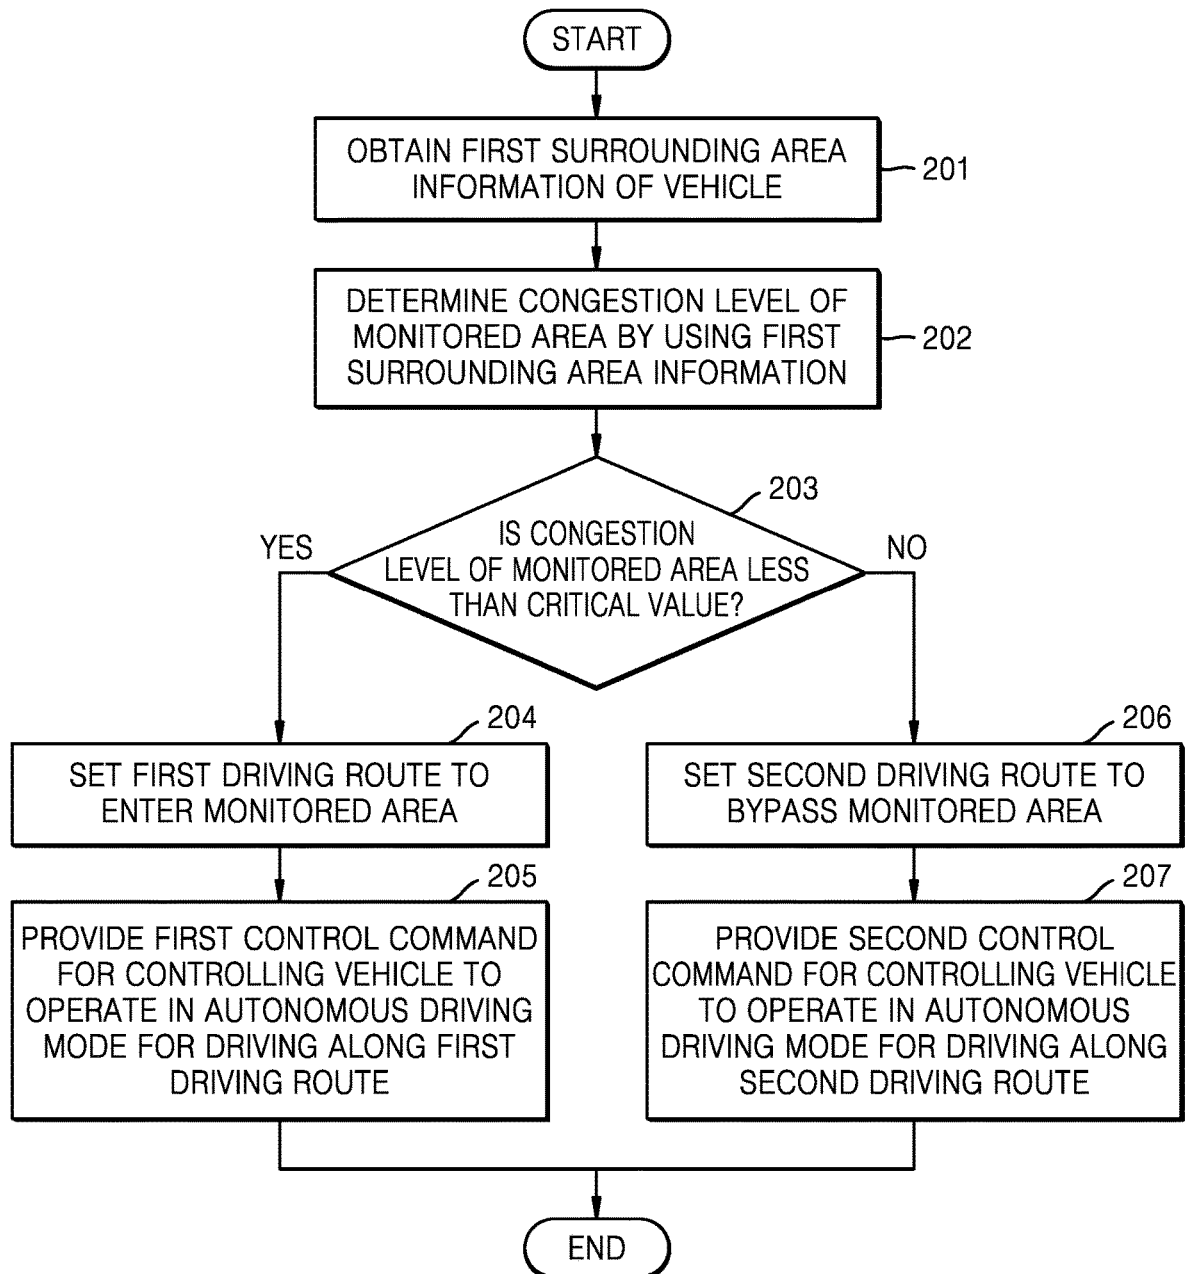 START
OBTAIN FIRST SURROUNDING AREA
INFORMATION OF VEHICLE
201
DETERMINE CONGESTION LEVEL OF
MONITORED AREA BY USING FIRST
SURROUNDING AREA INFORMATION
202
203
IS CONGESTION
LEVEL OF MONITORED AREA LESS
THAN CRITICAL VALUE?
YES
NO
204
SET FIRST DRIVING ROUTE TO
ENTER MONITORED AREA
205
PROVIDE FIRST CONTROL COMMAND
FOR CONTROLLING VEHICLE TO
OPERATE IN AUTONOMOUS DRIVING
MODE FOR DRIVING ALONG FIRST
DRIVING ROUTE
206
SET SECOND DRIVING ROUTE TO
BYPASS MONITORED AREA
207
PROVIDE SECOND CONTROL
COMMAND FOR CONTROLLING VEHICLE
TO OPERATE IN AUTONOMOUS
DRIVING MODE FOR DRIVING ALONG
SECOND DRIVING ROUTE
END